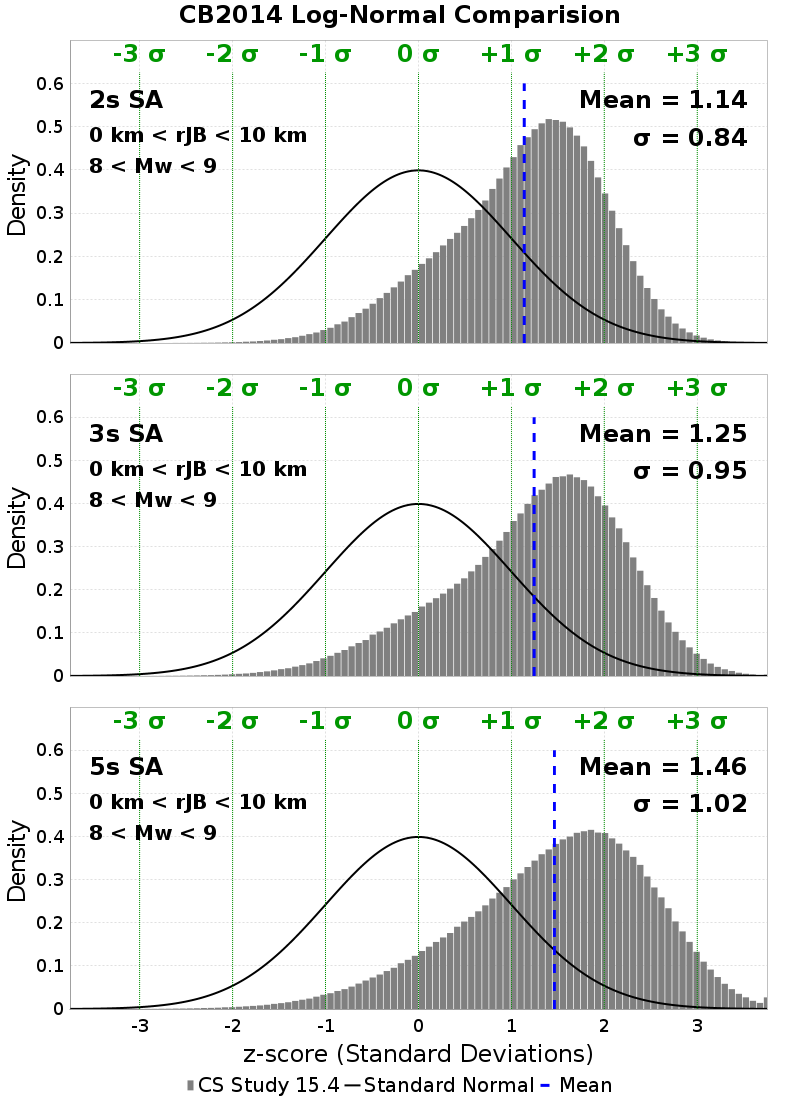 CB2014 Log-Normal Comparision
-3 σ -2 σ -1 σ 0 σ +1 σ +2 σ +3 σ
0.6
2s SA Mean = 1.14
0.5
0 km < rJB < 10 km σ = 0.84
8 < Mw < 9
0.4
0.3
0.2
0.1
0
Density
-3 σ -2 σ -1 σ 0 σ +1 σ +2 σ +3 σ
0.6
3s SA Mean = 1.25
0.5
0 km < rJB < 10 km σ = 0.95
8 < Mw < 9
0.4
0.3
0.2
0.1
0
Density
-3 σ -2 σ -1 σ 0 σ +1 σ +2 σ +3 σ
0.6
5s SA Mean = 1.46
0.5
0 km < rJB < 10 km σ = 1.02
8 < Mw < 9
0.4
0.3
0.2
0.1
0
Density
-3 -2 -1 0 1 2 3
z-score (Standard Deviations)
CS Study 15.4 Standard Normal Mean